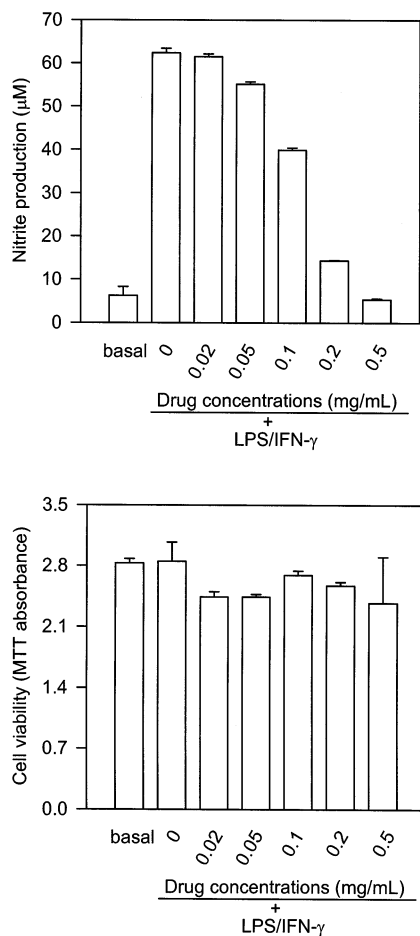 Nitrite production (μM)
70
60
50
40
30
20
10
0
basal 0 0.02 0.05 0.1 0.2 0.5
Drug concentrations (mg/mL)
+
LPS/IFN-γ
Cell viability (MTT absorbance)
3.5
2.8
2.1
1.4
0.7
0.0
basal 0 0.02 0.05 0.1 0.2 0.5
Drug concentrations (mg/mL)
+
LPS/IFN-γ